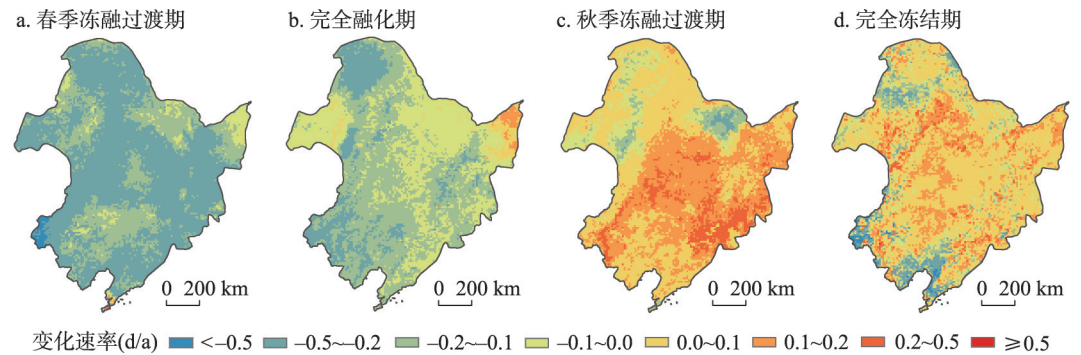 a. 春季冻融过渡期 b. 完全融化期 c. 秋季冻融过渡期 d. 完全冻结期
0 200 km 0 200 km 0 200 km 0 200 km
变化速率(d/a) <–0.5 –0.5~–0.2 –0.2~–0.1 –0.1~0.0 0.0~0.1 0.1~0.2 0.2~0.5 ≥0.5